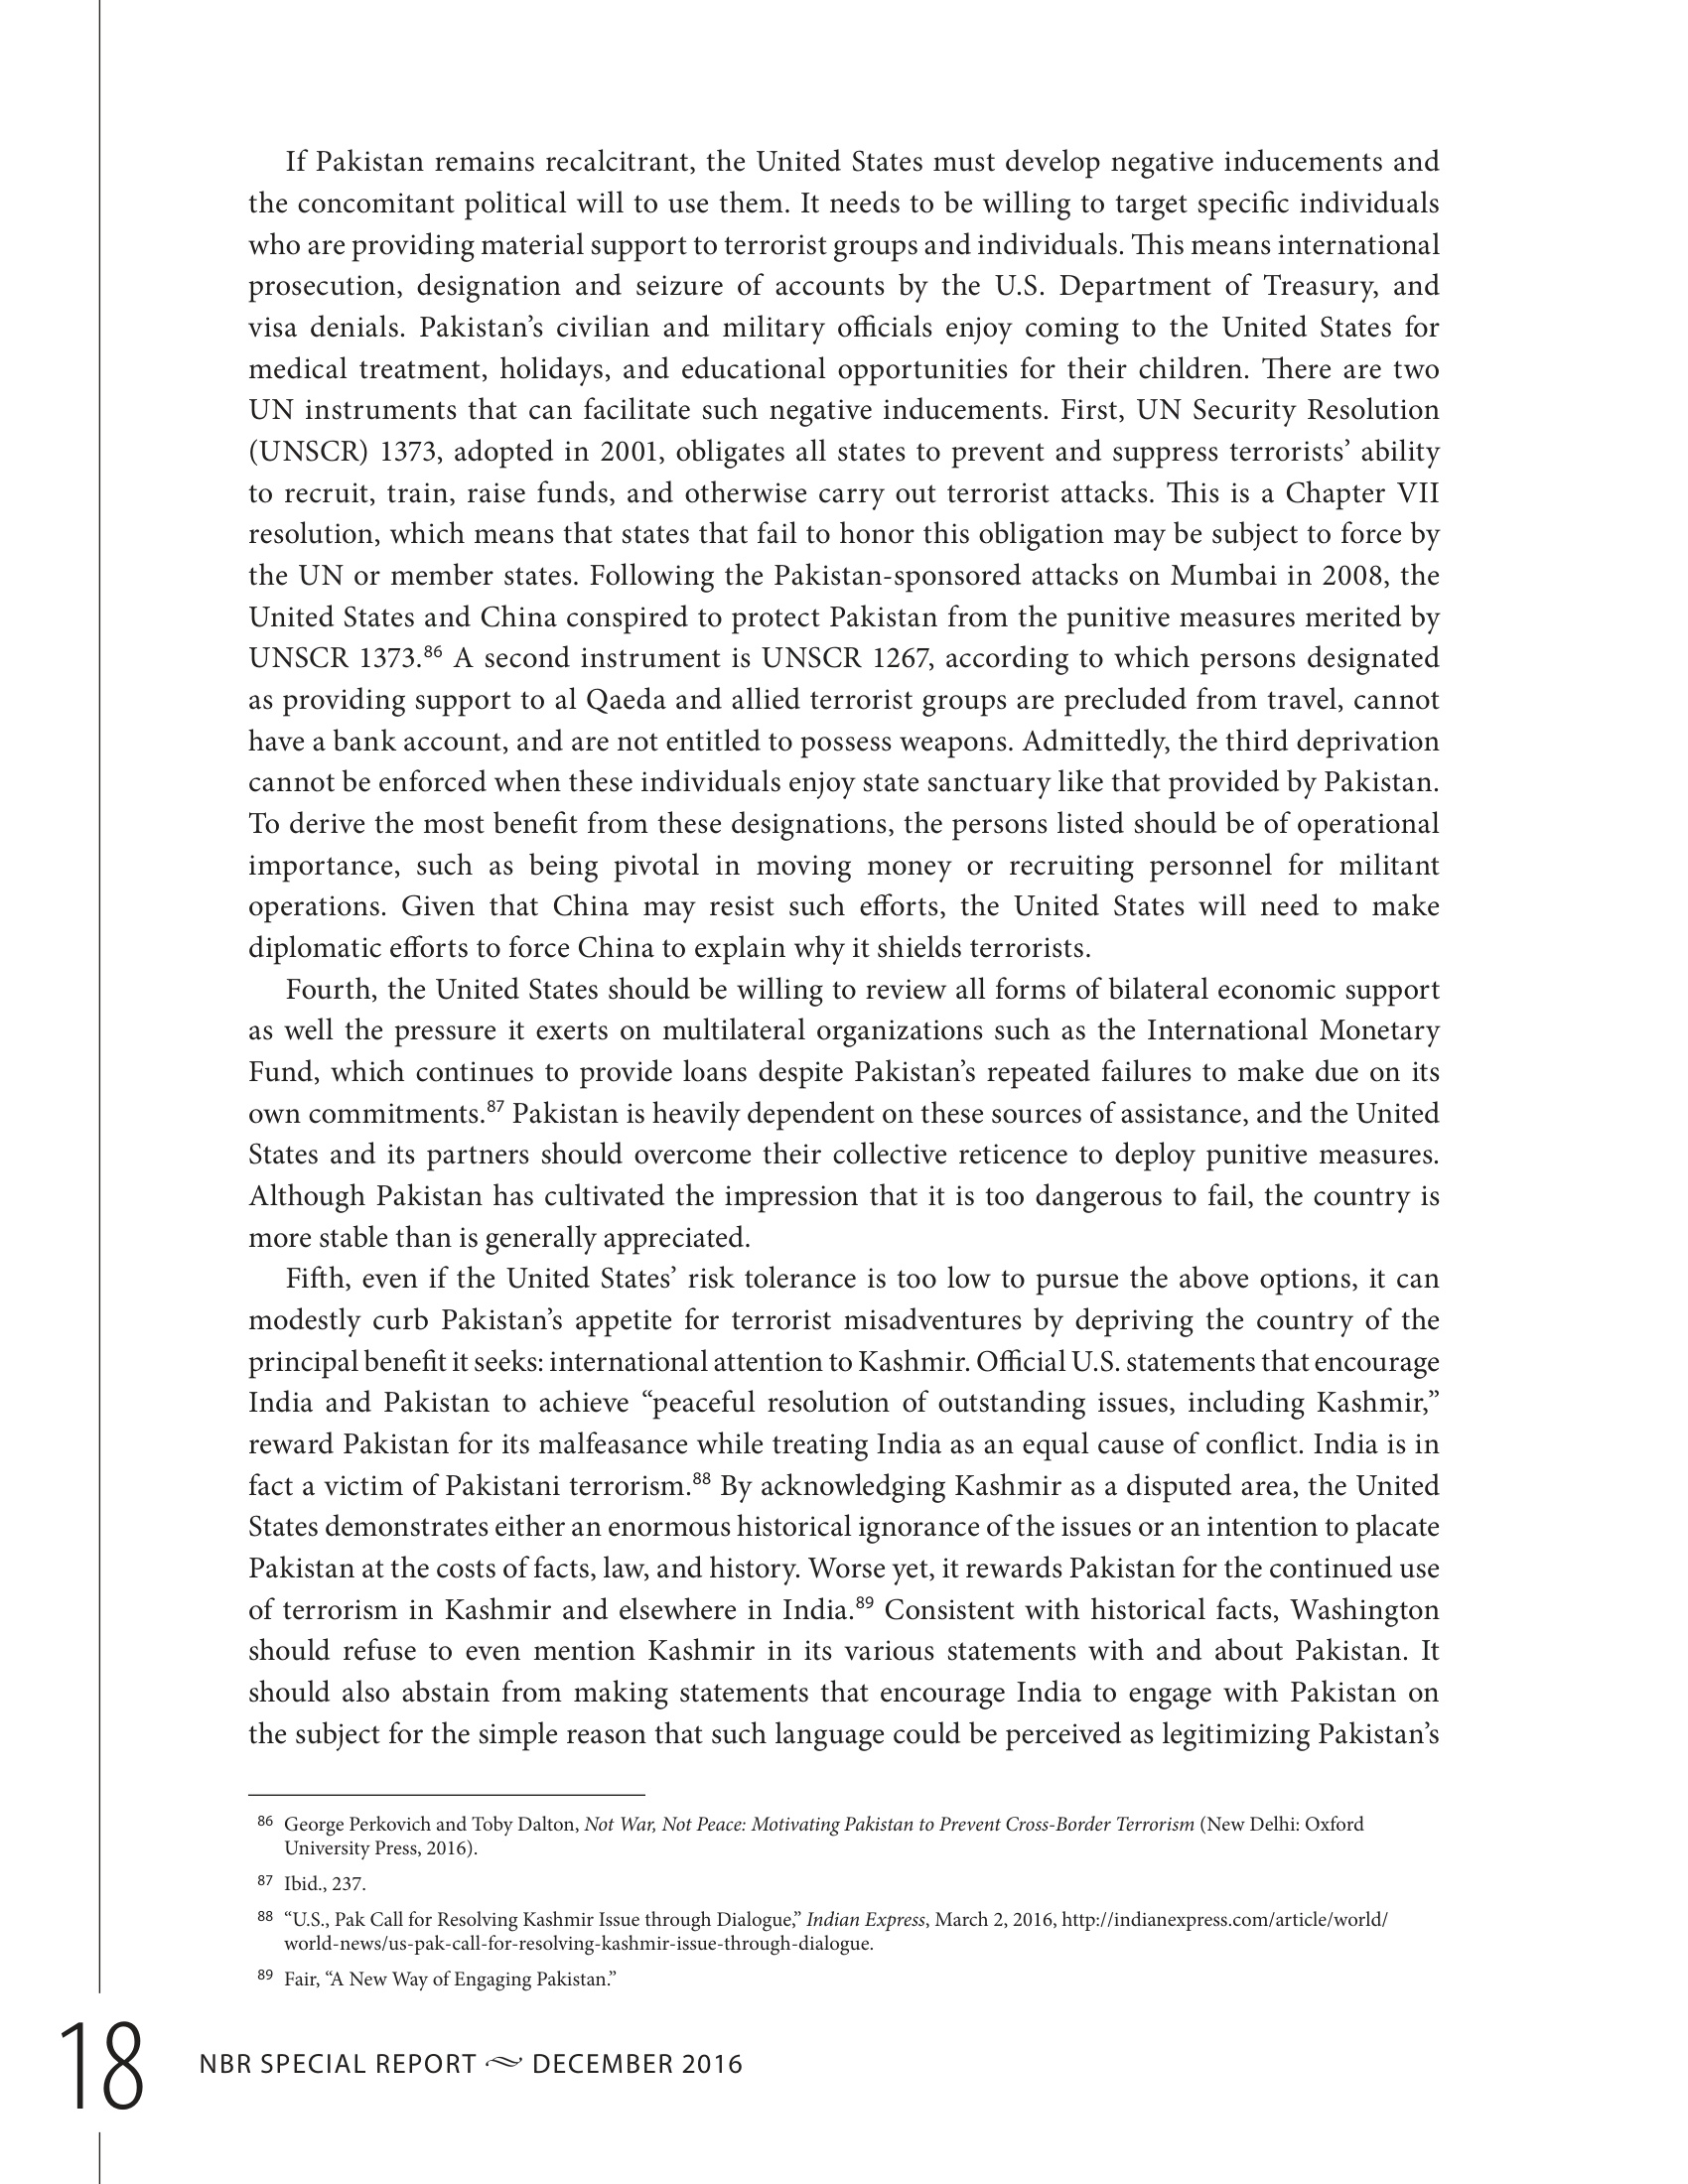 If Pakistan remains recalcitrant, the United States must develop negative inducements and
the concomitant political will to use them. It needs to be willing to target specific individuals
who are providing material support to terrorist groups and individuals. This means international
prosecution, designation and seizure of accounts by the U.S. Department of Treasury, and
visa denials. Pakistan’s civilian and military officials enjoy coming to the United States for
medical treatment, holidays, and educational opportunities for their children. There are two
UN instruments that can facilitate such negative inducements. First, UN Security Resolution
(UNSCR) 1373, adopted in 2001, obligates all states to prevent and suppress terrorists’ ability
to recruit, train, raise funds, and otherwise carry out terrorist attacks. This is a Chapter VII
resolution, which means that states that fail to honor this obligation may be subject to force by
the UN or member states. Following the Pakistan-sponsored attacks on Mumbai in 2008, the
United States and China conspired to protect Pakistan from the punitive measures merited by
UNSCR 1373.86 A second instrument is UNSCR 1267, according to which persons designated
as providing support to al Qaeda and allied terrorist groups are precluded from travel, cannot
have a bank account, and are not entitled to possess weapons. Admittedly, the third deprivation
cannot be enforced when these individuals enjoy state sanctuary like that provided by Pakistan.
To derive the most benefit from these designations, the persons listed should be of operational
importance, such as being pivotal in moving money or recruiting personnel for militant
operations. Given that China may resist such efforts, the United States will need to make
diplomatic efforts to force China to explain why it shields terrorists.
Fourth, the United States should be willing to review all forms of bilateral economic support
as well the pressure it exerts on multilateral organizations such as the International Monetary
Fund, which continues to provide loans despite Pakistan’s repeated failures to make due on its
own commitments.87 Pakistan is heavily dependent on these sources of assistance, and the United
States and its partners should overcome their collective reticence to deploy punitive measures.
Although Pakistan has cultivated the impression that it is too dangerous to fail, the country is
more stable than is generally appreciated.
Fifth, even if the United States’ risk tolerance is too low to pursue the above options, it can
modestly curb Pakistan’s appetite for terrorist misadventures by depriving the country of the
principal benefit it seeks: international attention to Kashmir. Official U.S. statements that encourage
India and Pakistan to achieve “peaceful resolution of outstanding issues, including Kashmir,”
reward Pakistan for its malfeasance while treating India as an equal cause of conflict. India is in
fact a victim of Pakistani terrorism.88 By acknowledging Kashmir as a disputed area, the United
States demonstrates either an enormous historical ignorance of the issues or an intention to placate
Pakistan at the costs of facts, law, and history. Worse yet, it rewards Pakistan for the continued use
of terrorism in Kashmir and elsewhere in India.89 Consistent with historical facts, Washington
should refuse to even mention Kashmir in its various statements with and about Pakistan. It
should also abstain from making statements that encourage India to engage with Pakistan on
the subject for the simple reason that such language could be perceived as legitimizing Pakistan’s
86 George Perkovich and Toby Dalton, Not War, Not Peace: Motivating Pakistan to Prevent Cross-Border Terrorism (New Delhi: Oxford
University Press, 2016).
87 Ibid., 237.
88 “U.S., Pak Call for Resolving Kashmir Issue through Dialogue,” Indian Express, March 2, 2016, http://indianexpress.com/article/world/
world-news/us-pak-call-for-resolving-kashmir-issue-through-dialogue.
89 Fair, “A New Way of Engaging Pakistan.”
18 NBR SPECIAL REPORT DECEMBER 2016